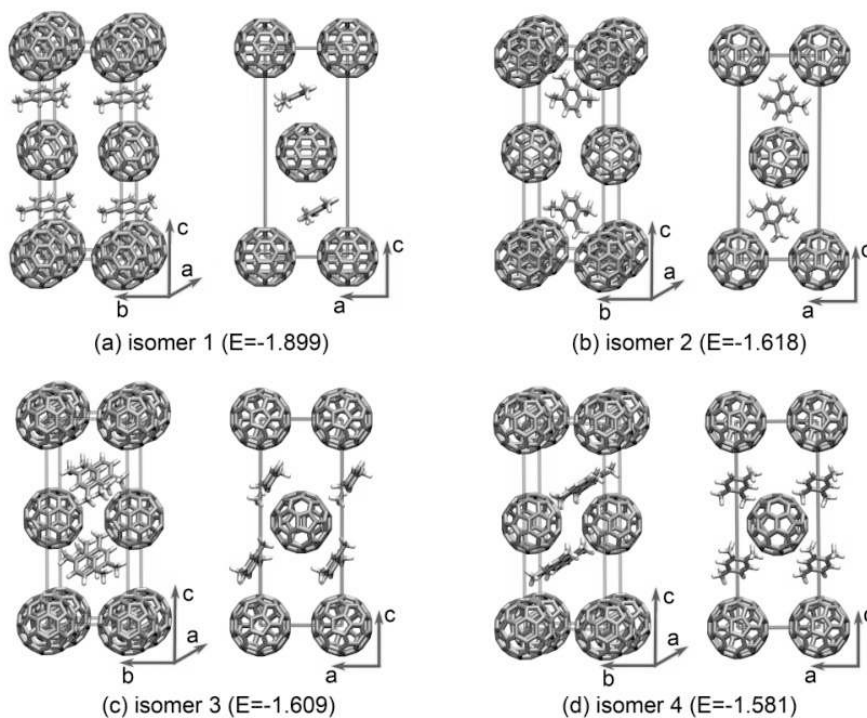 c
a
b
c
a
(a) isomer 1 (E=-1.899)
c
a
b
c
a
(b) isomer 2 (E=-1.618)
c
a
b
c
a
(c) isomer 3 (E=-1.609)
c
a
b
c
a
(d) isomer 4 (E=-1.581)